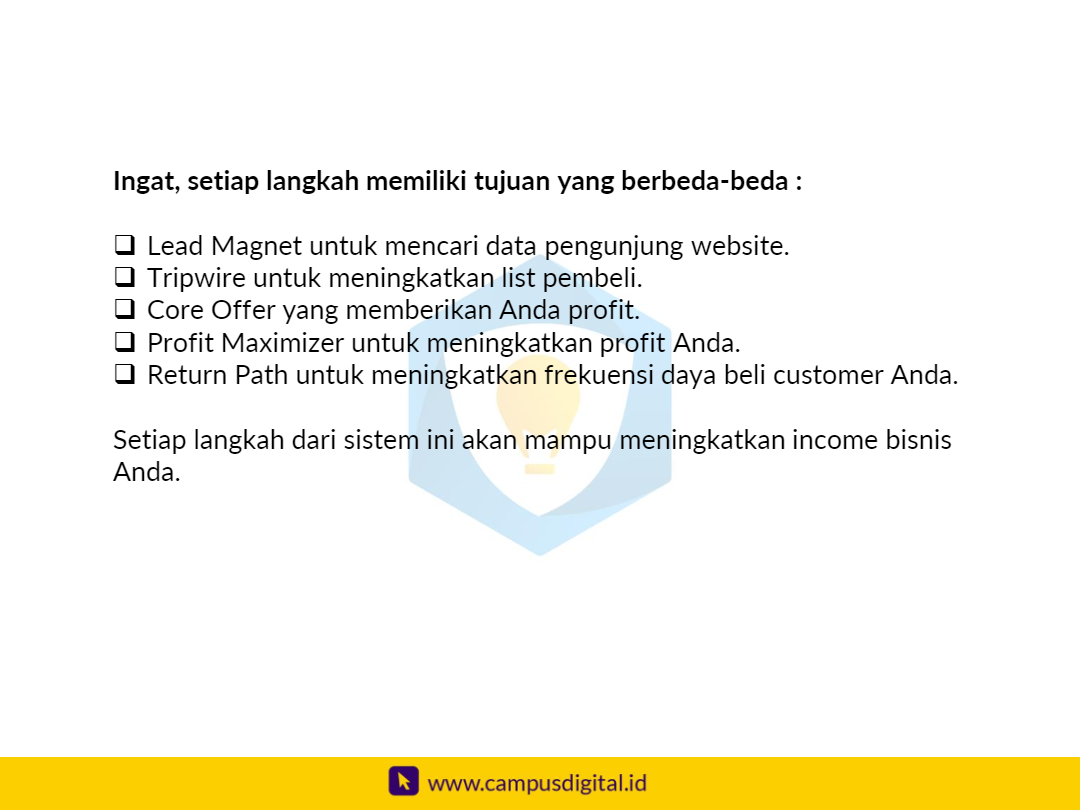 Ingat, setiap langkah memiliki tujuan yang berbeda-beda :
❑ Lead Magnet untuk mencari data pengunjung website.
❑ Tripwire untuk meningkatkan list pembeli.
❑ Core Offer yang memberikan Anda profit.
❑ Profit Maximizer untuk meningkatkan profit Anda.
❑ Return Path untuk meningkatkan frekuensi daya beli customer Anda.
Setiap langkah dari sistem ini akan mampu meningkatkan income bisnis
Anda.
www.campusdigital.id